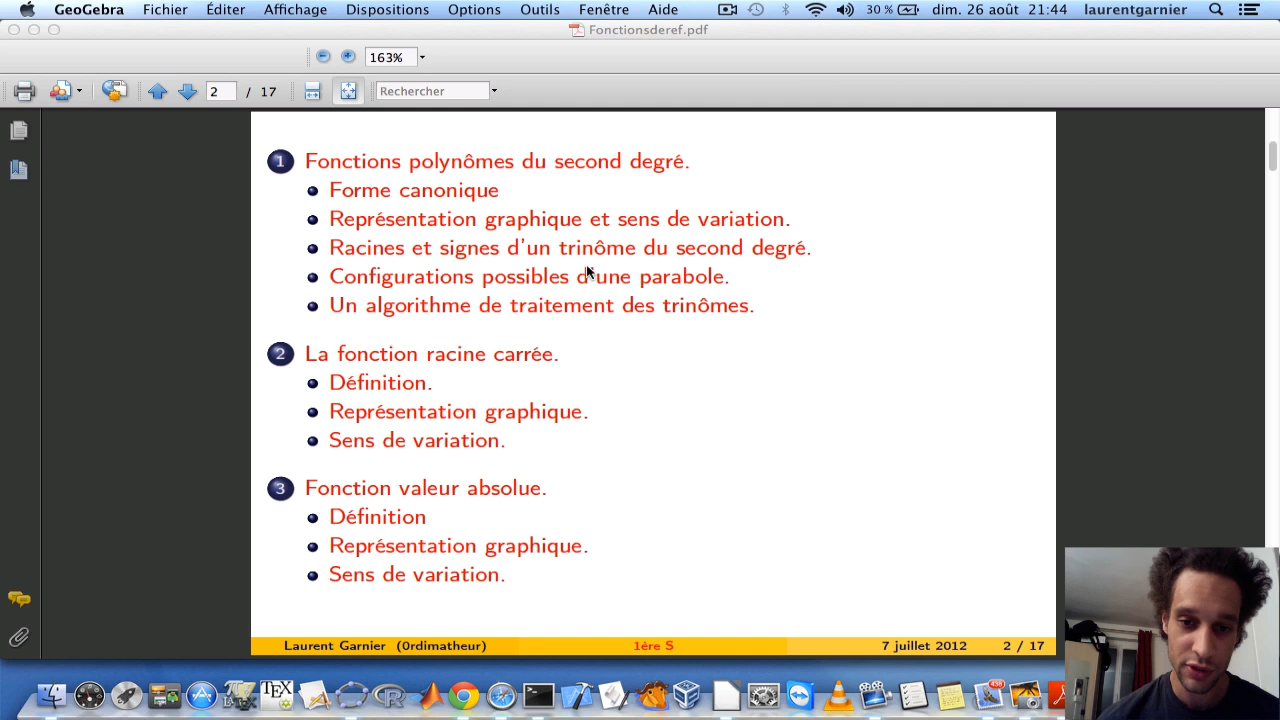 GeoGebra Fichier Éditer Affichage Dispositions Options Outils Fenêtre Aide 30 % dim. 26 août 21:44 laurentgarnier
Fonctionsderef.pdf
163%
2 / 17 Rechercher
1 Fonctions polynômes du second degré.
Forme canonique
Représentation graphique et sens de variation.
Racines et signes d'un trinôme du second degré.
Configurations possibles d'une parabole.
Un algorithme de traitement des trinômes.
2 La fonction racine carrée.
Définition.
Représentation graphique.
Sens de variation.
3 Fonction valeur absolue.
Définition
Représentation graphique.
Sens de variation.
Laurent Garnier (0rdimatheur) 1ère S 7 juillet 2012 2 / 17
TEX R 438